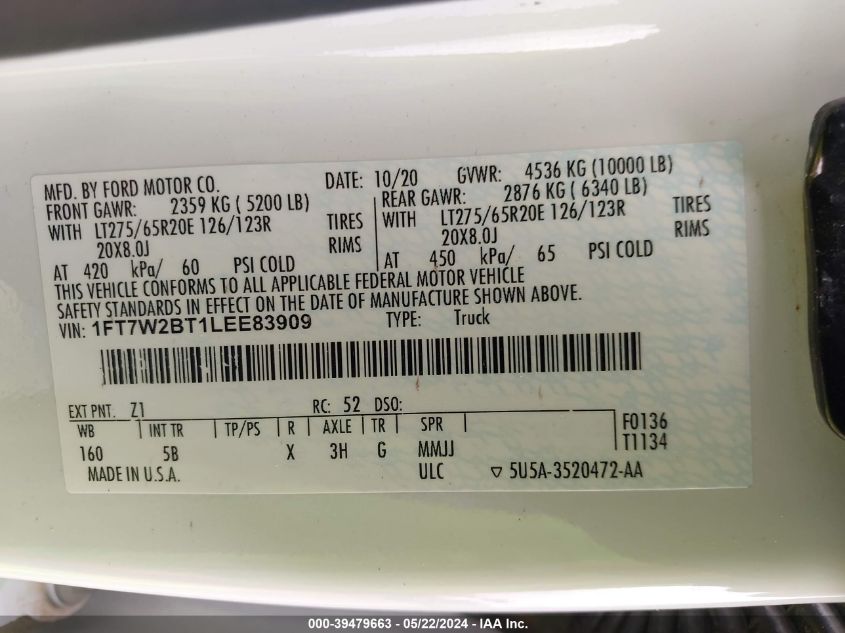 MFD. BY FORD MOTOR CO. DATE: 10/20 GVWR: 4536 KG (10000 LB)
FRONT GAWR: 2359 KG ( 5200 LB) REAR GAWR: 2876 KG ( 6340 LB)
WITH LT275/65R20E 126/123R TIRES WITH LT275/65R20E 126/123R TIRES
20X8.0J RIMS 20X8.0J RIMS
AT 420 kPa/ 60 PSI COLD AT 450 kPa/ 65 PSI COLD
THIS VEHICLE CONFORMS TO ALL APPLICABLE FEDERAL MOTOR VEHICLE
SAFETY STANDARDS IN EFFECT ON THE DATE OF MANUFACTURE SHOWN ABOVE.
VIN: 1FT7W2BT1LEE83909 TYPE: Truck
EXT PNT. Z1 RC: 52 DSO:
WB INT TR TP/PS R AXLE TR SPR F0136
160 5B X 3H G MMJJ T1134
MADE IN U.S.A. ULC ▽ 5U5A-3520472-AA
000-39479663 - 05/22/2024 - IAA Inc.